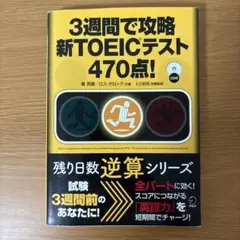 3週間で攻略
新TOEICテスト
470点!
残り日数 逆算 シリーズ
試験
3週間前の
あなたに!
全パートに効く!
スコアにつながる
「英語力」を
短期間でチャージ!